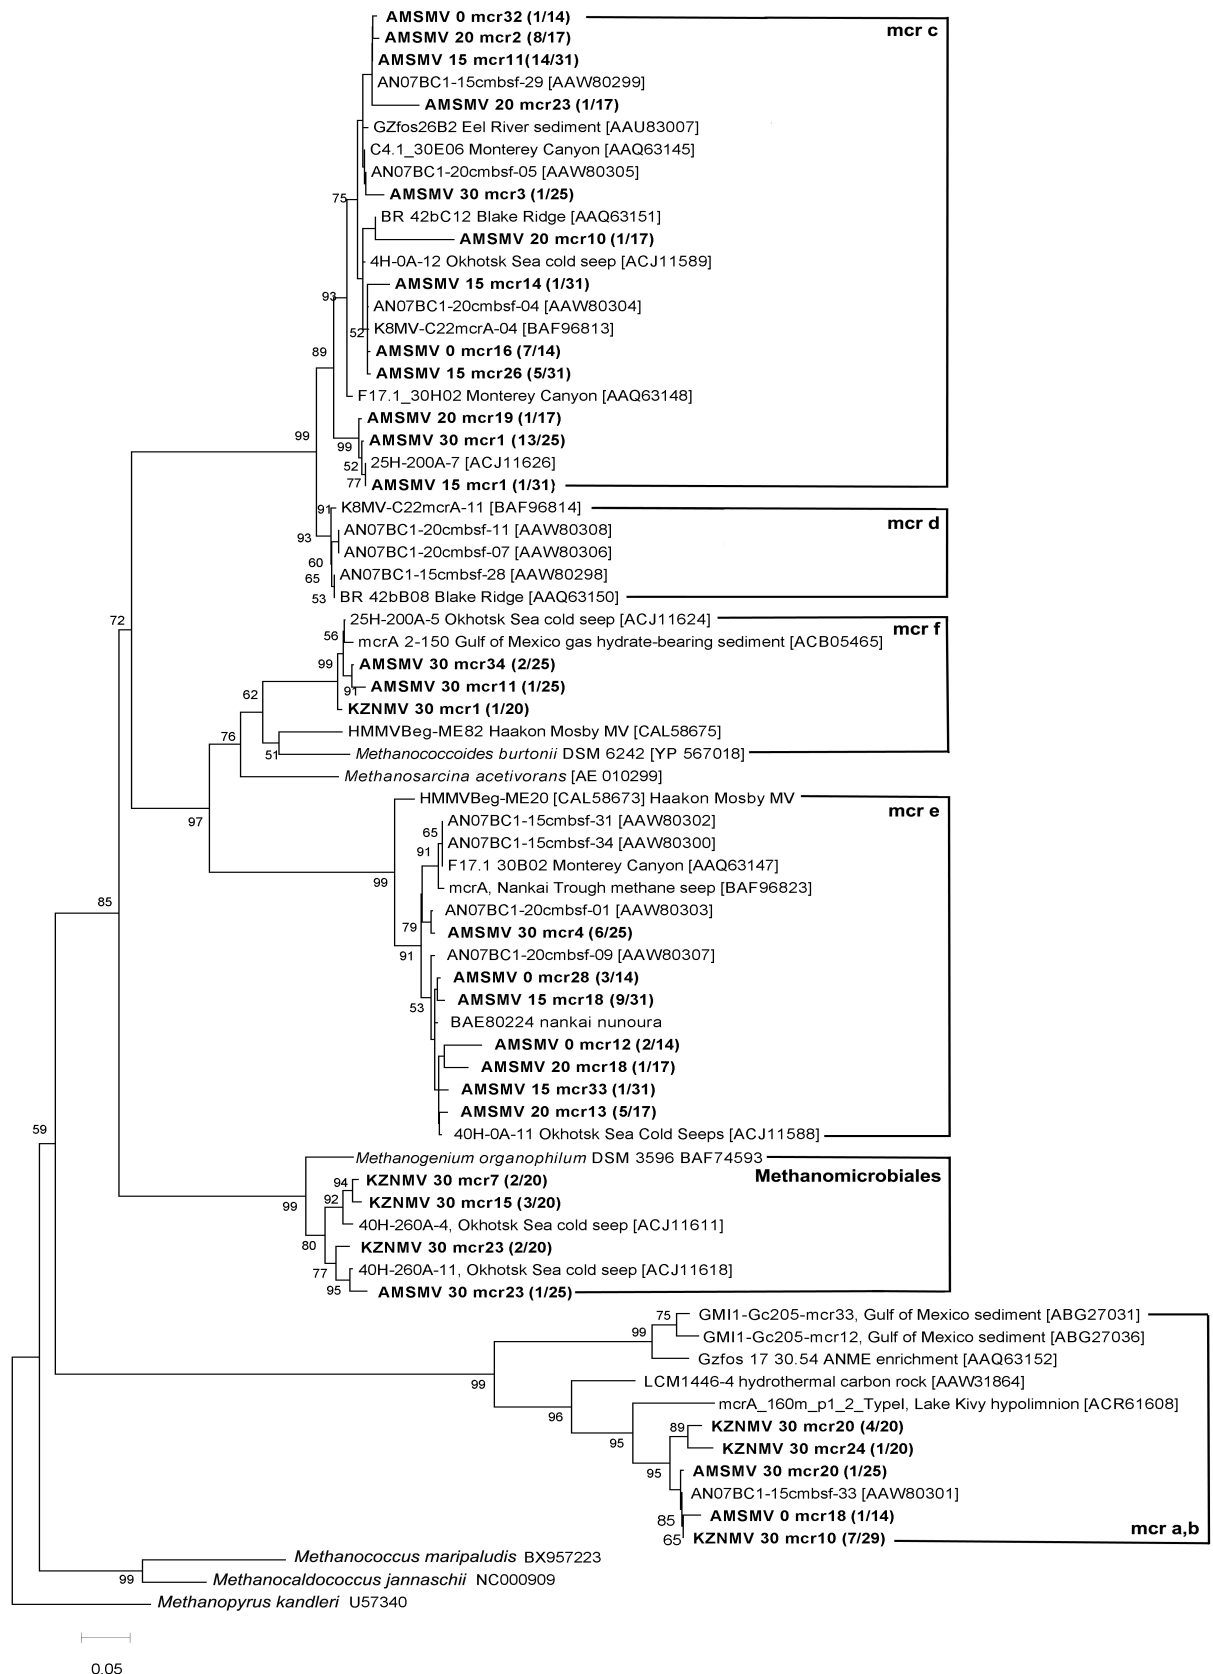 AMSMV 0 mcr32 (1/14)
mcr c
AMSMV 20 mcr2 (8/17)
AMSMV 15 mcr11(14/31)
AN07BC1-15cmbsf-29 [AAW80299]
AMSMV 20 mcr23 (1/17)
GZfos26B2 Eel River sediment [AAU83007]
C4.1_30E06 Monterey Canyon [AAQ63145]
AN07BC1-20cmbsf-05 [AAW80305]
AMSMV 30 mcr3 (1/25)
75
BR 42bC12 Blake Ridge [AAQ63151]
AMSMV 20 mcr10 (1/17)
4H-0A-12 Okhotsk Sea cold seep [ACJ11589]
AMSMV 15 mcr14 (1/31)
93
AN07BC1-20cmbsf-04 [AAW80304]
52
K8MV-C22mcrA-04 [BAF96813]
89
AMSMV 0 mcr16 (7/14)
AMSMV 15 mcr26 (5/31)
F17.1_30H02 Monterey Canyon [AAQ63148]
AMSMV 20 mcr19 (1/17)
99
99
AMSMV 30 mcr1 (13/25)
52
25H-200A-7 [ACJ11626]
77
AMSMV 15 mcr1 (1/31)
91
K8MV-C22mcrA-11 [BAF96814]
mcr d
93
AN07BC1-20cmbsf-11 [AAW80308]
AN07BC1-20cmbsf-07 [AAW80306]
60
65
AN07BC1-15cmbsf-28 [AAW80298]
53
BR 42bB08 Blake Ridge [AAQ63150]
72
25H-200A-5 Okhotsk Sea cold seep [ACJ11624]
mcr f
56
mcrA 2-150 Gulf of Mexico gas hydrate-bearing sediment [ACB05465]
99
AMSMV 30 mcr34 (2/25)
91
AMSMV 30 mcr11 (1/25)
62
KZNMV 30 mcr1 (1/20)
76
HMMVBeg-ME82 Haakon Mosby MV [CAL58675]
51
Methanococcoides burtonii DSM 6242 [YP 567018]
Methanosarcina acetivorans [AE 010299]
97
HMMVBeg-ME20 [CAL58673] Haakon Mosby MV
mcr e
AN07BC1-15cmbsf-31 [AAW80302]
65
AN07BC1-15cmbsf-34 [AAW80300]
91
F17.1 30B02 Monterey Canyon [AAQ63147]
99
mcrA, Nankai Trough methane seep [BAF96823]
85
AN07BC1-20cmbsf-01 [AAW80303]
79
AMSMV 30 mcr4 (6/25)
91
AN07BC1-20cmbsf-09 [AAW80307]
AMSMV 0 mcr28 (3/14)
53
AMSMV 15 mcr18 (9/31)
BAE80224 nankai nunoura
AMSMV 0 mcr12 (2/14)
AMSMV 20 mcr18 (1/17)
AMSMV 15 mcr33 (1/31)
AMSMV 20 mcr13 (5/17)
59
40H-0A-11 Okhotsk Sea Cold Seeps [ACJ11588]
Methanogenium organophilum DSM 3596 BAF74593
Methanomicrobiales
94
KZNMV 30 mcr7 (2/20)
92
KZNMV 30 mcr15 (3/20)
99
40H-260A-4, Okhotsk Sea cold seep [ACJ11611]
80
KZNMV 30 mcr23 (2/20)
77
40H-260A-11, Okhotsk Sea cold seep [ACJ11618]
95
AMSMV 30 mcr23 (1/25)
75
GMI1-Gc205-mcr33, Gulf of Mexico sediment [ABG27031]
99
GMI1-Gc205-mcr12, Gulf of Mexico sediment [ABG27036]
Gzfos 17 30.54 ANME enrichment [AAQ63152]
99
LCM1446-4 hydrothermal carbon rock [AAW31864]
96
mcrA_160m_p1_2_TypeI, Lake Kivy hypolimnion [ACR61608]
89
KZNMV 30 mcr20 (4/20)
95
KZNMV 30 mcr24 (1/20)
95
AMSMV 30 mcr20 (1/25)
AN07BC1-15cmbsf-33 [AAW80301]
85
AMSMV 0 mcr18 (1/14)
mcr a,b
65
KZNMV 30 mcr10 (7/29)
Methanococcus maripaludis BX957223
99
Methanocaldococcus jannaschii NC000909
Methanopyrus kandleri U57340
0.05